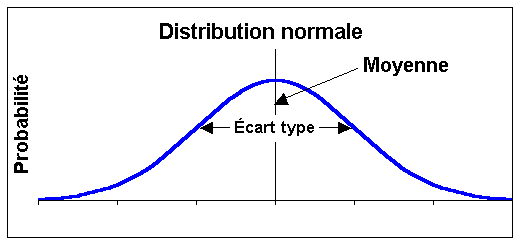 Distribution normale
Moyenne
Probabilité
Écart type